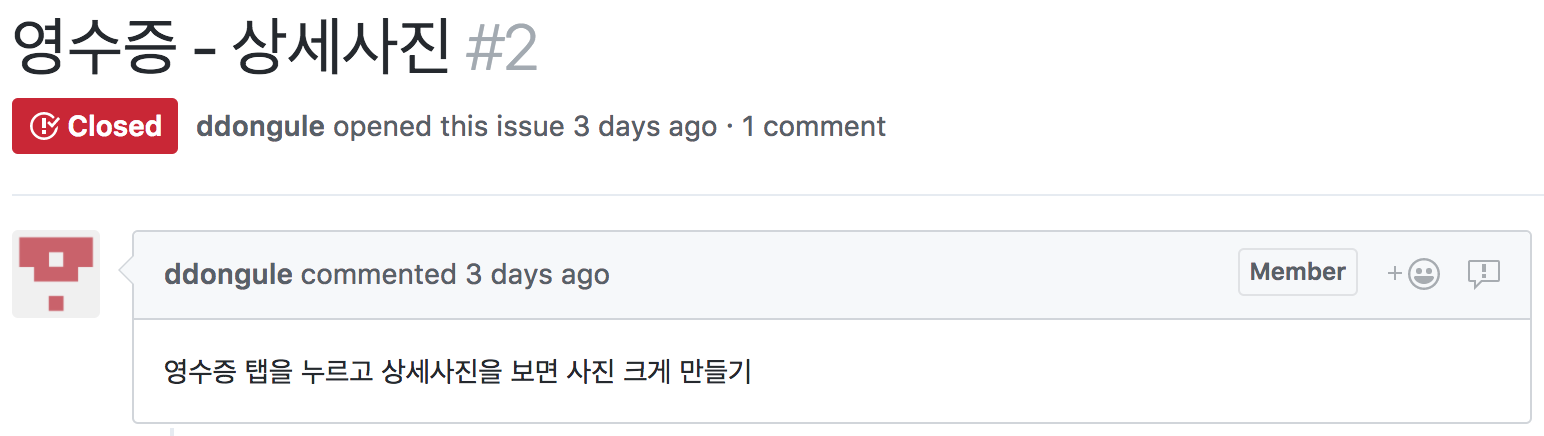 영수증 - 상세사진 #2
Closed ddongule opened this issue 3 days ago · 1 comment
ddongule commented 3 days ago Member
영수증 탭을 누르고 상세사진을 보면 사진 크게 만들기